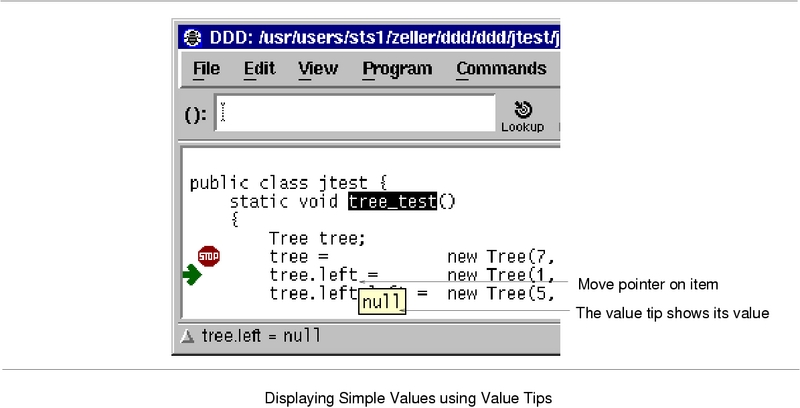 DDD: /usr/users/sts1/zeller/ddd/ddd/jtest/j
File Edit View Program Commands
():
Lookup
public class jtest {
static void tree_test()
{
Tree tree;
STOP
tree = new Tree(7,
tree.left = new Tree(1,
tree.left.left = new Tree(5,
null
tree.left = null
Move pointer on item
The value tip shows its value
Displaying Simple Values using Value Tips